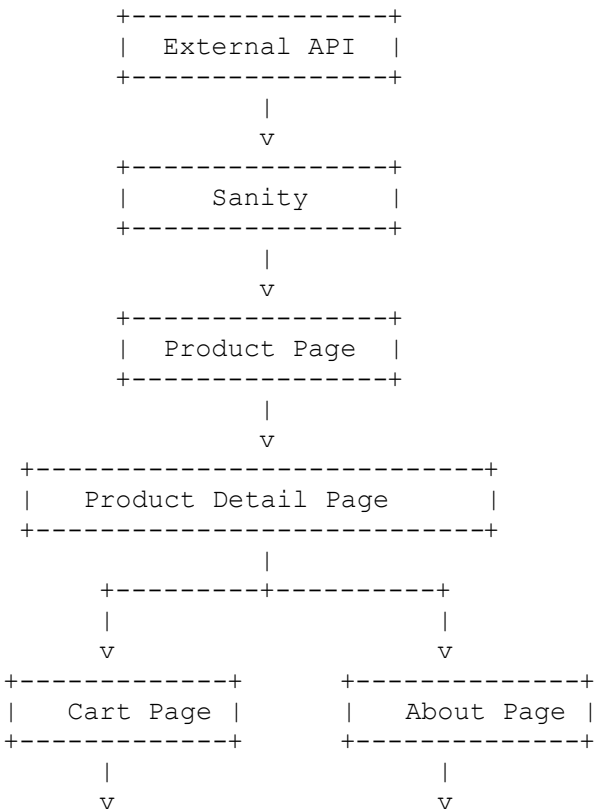 External API
v
Sanity
v
Product Page
v
Product Detail Page
v v
Cart Page About Page
v v